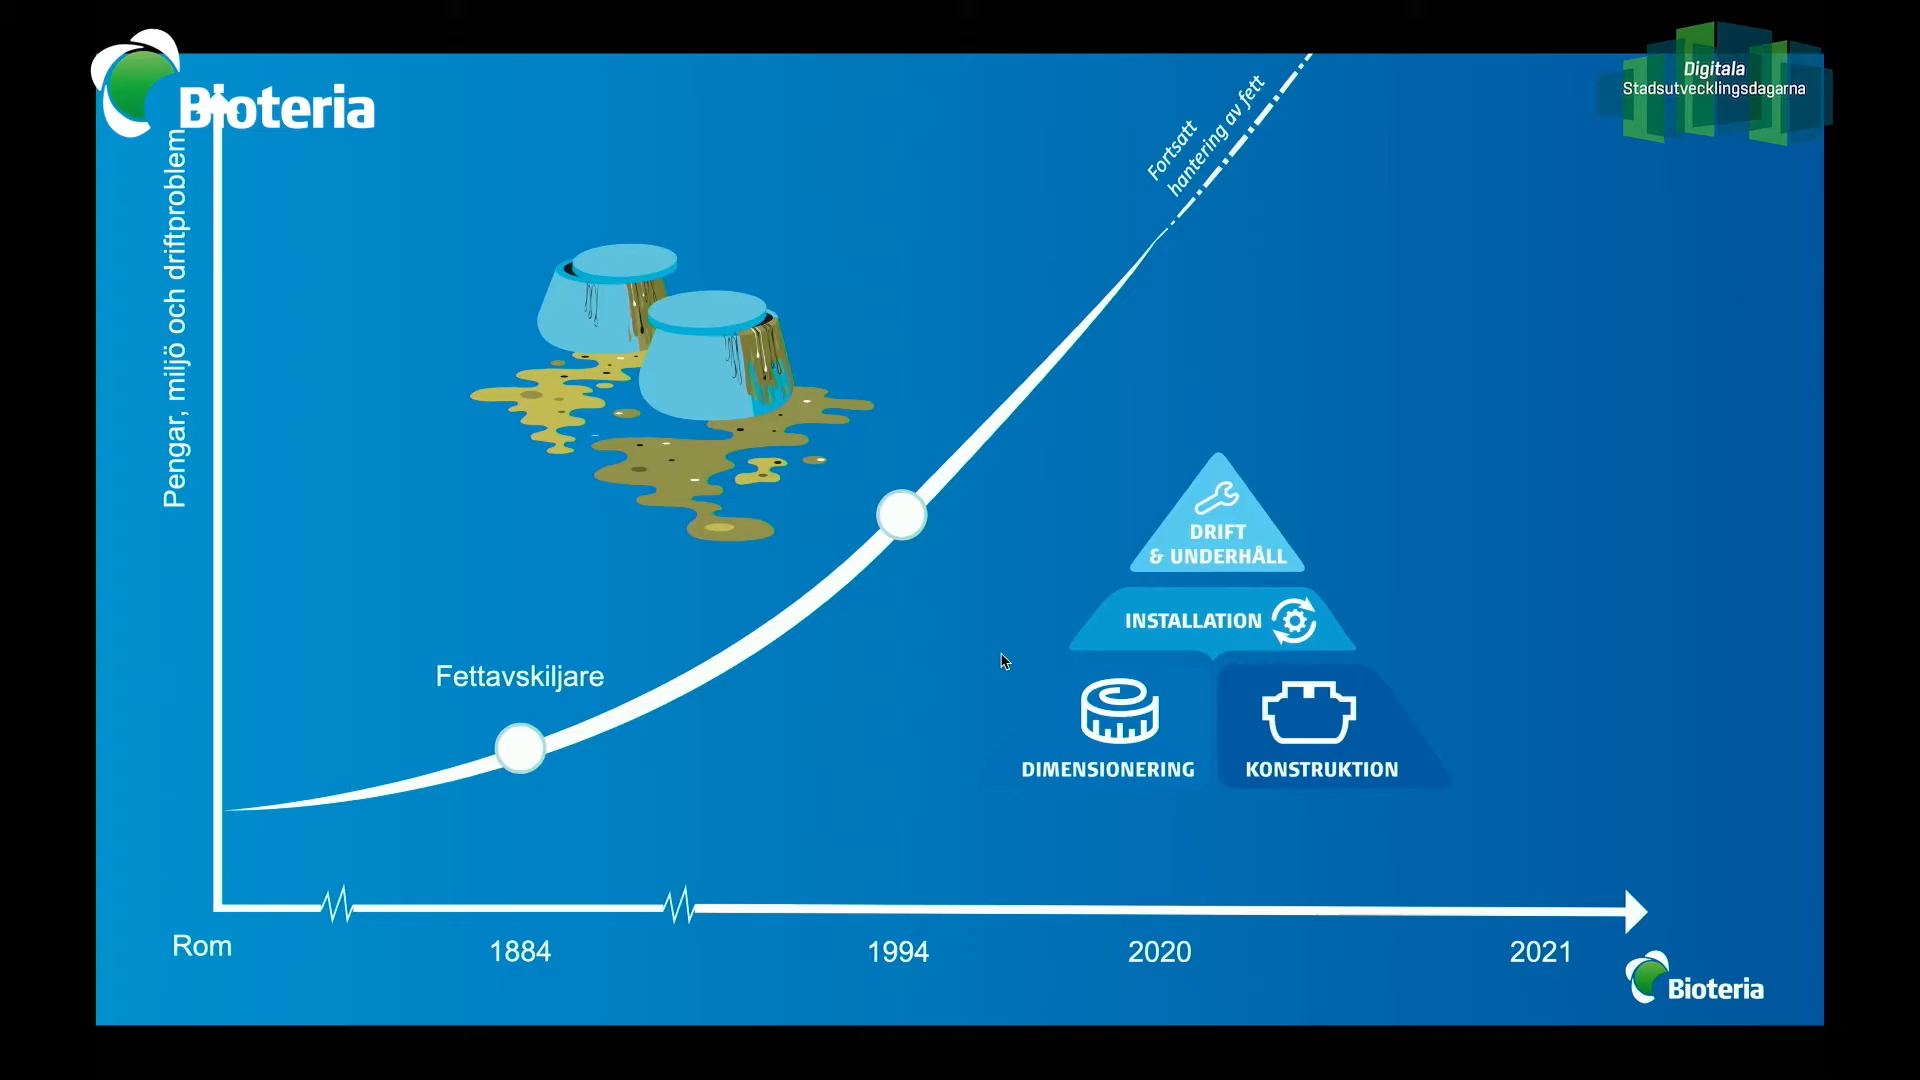 Bioteria
Digitala
Stadsutvecklingsdagarna
Pengar, miljö och driftproblem
Fortsatt
hantering av fett
DRIFT
& UNDERHÅLL
INSTALLATION
Fettavskiljare
DIMENSIONERING
KONSTRUKTION
Rom
1884
1994
2020
2021
Bioteria